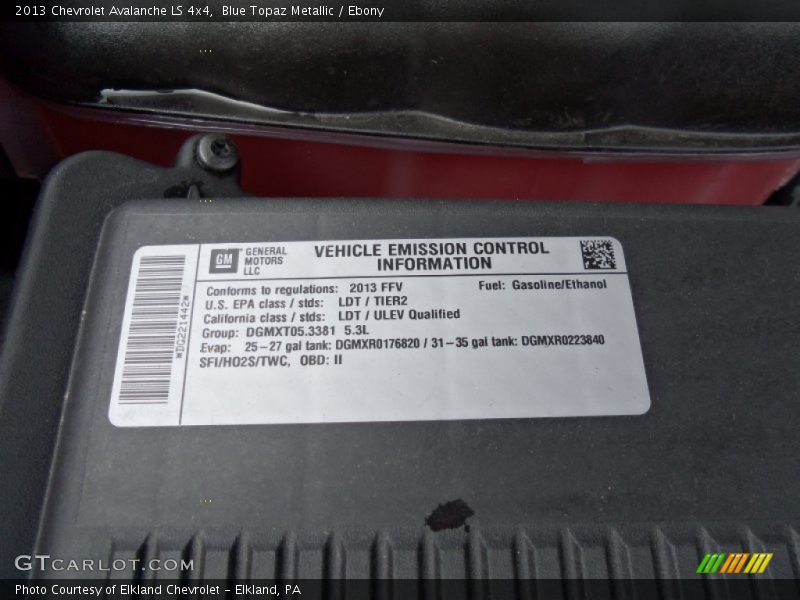 2013 Chevrolet Avalanche LS 4x4, Blue Topaz Metallic / Ebony
GM GENERAL MOTORS LLC
VEHICLE EMISSION CONTROL
INFORMATION
*DG221442*
Conforms to regulations: 2013 FFV Fuel: Gasoline/Ethanol
U.S. EPA class / stds: LDT / TIER2
California class / stds: LDT / ULEV Qualified
Group: DGMXT05.3381 5.3L
Evap: 25-27 gal tank: DGMXR0176820 / 31-35 gal tank: DGMXR0223840
SFI/HO2S/TWC, OBD: II
GTCARLOT.COM
Photo Courtesy of Elkland Chevrolet - Elkland, PA